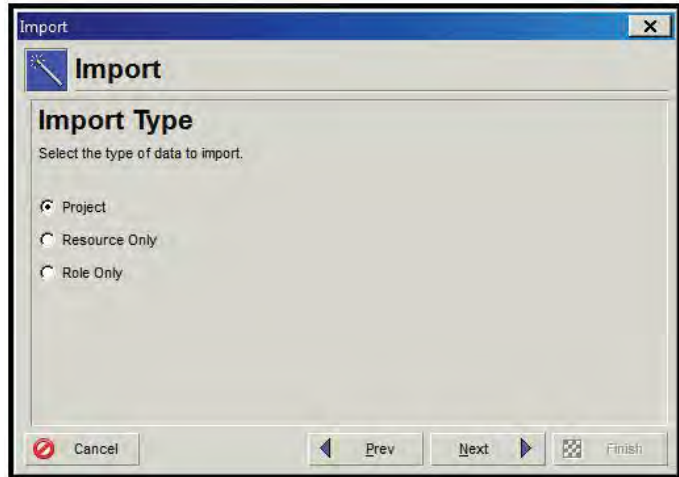 Import
Import
Import Type
Select the type of data to import.
Project
Resource Only
Role Only
Cancel
Prev
Next
Finish